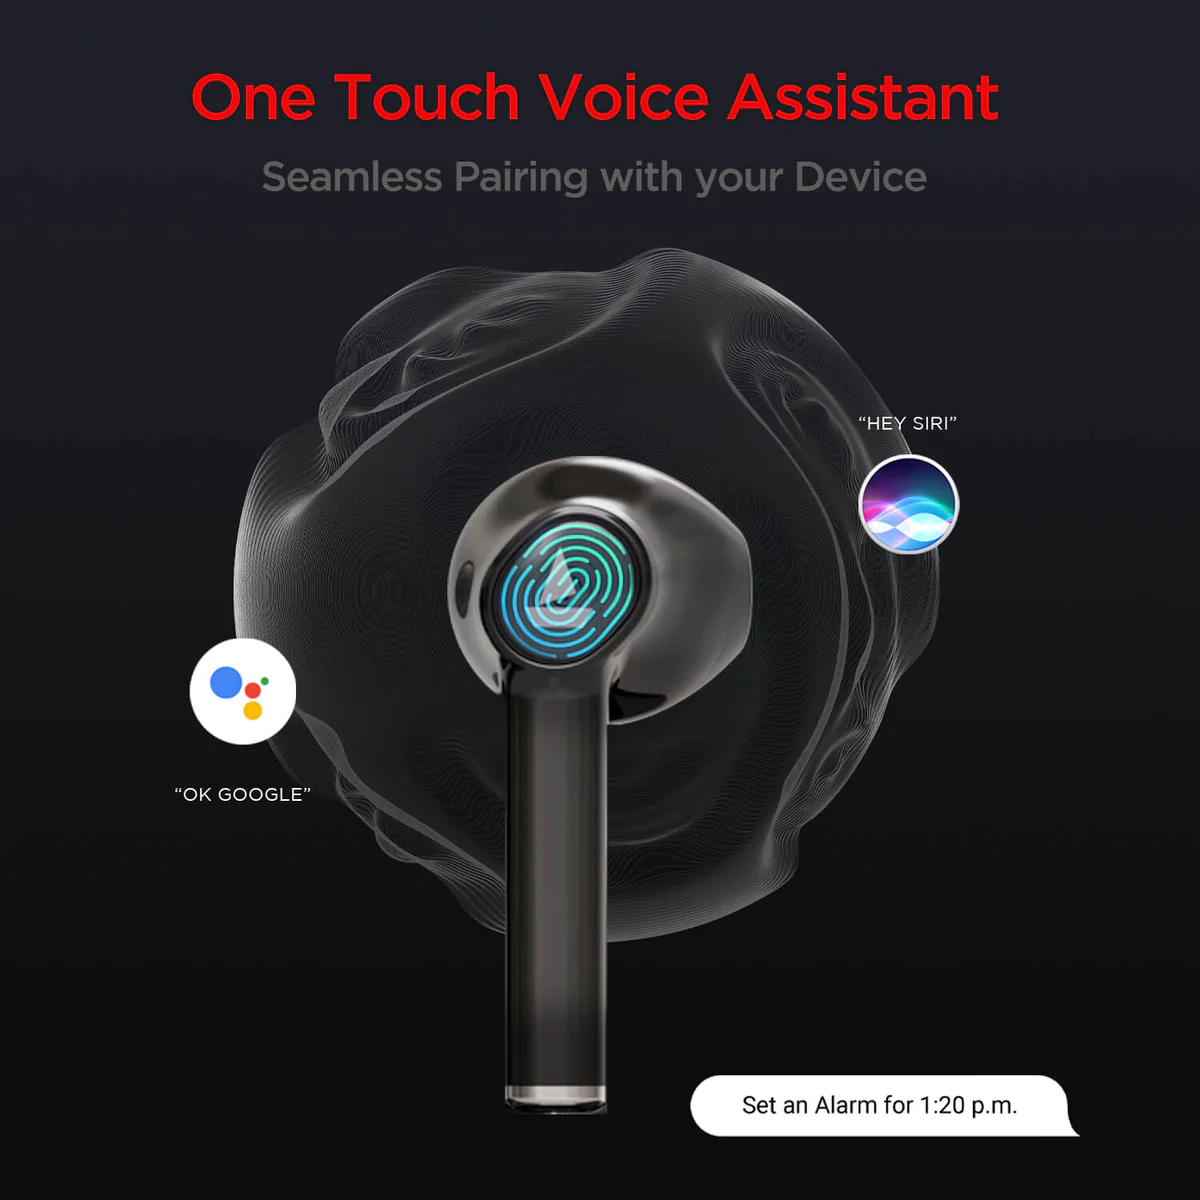 One Touch Voice Assistant
Seamless Pairing with your Device
“HEY SIRI”
“OK GOOGLE”
Set an Alarm for 1:20 p.m.